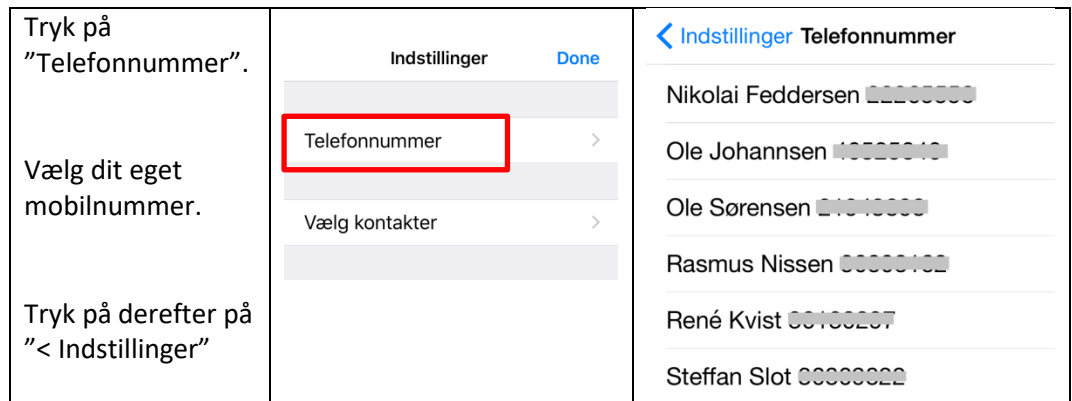 Tryk på
”Telefonnummer”.
Vælg dit eget
mobilnummer.
Tryk på derefter på
”< Indstillinger”
Indstillinger Done
Telefonnummer
Vælg kontakter
Indstillinger Telefonnummer
Nikolai Feddersen
Ole Johannsen
Ole Sørensen
Rasmus Nissen
René Kvist
Steffan Slot